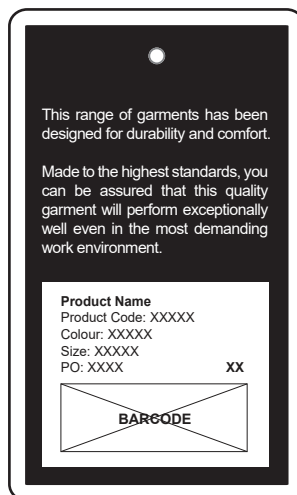 This range of garments has been
designed for durability and comfort.
Made to the highest standards, you
can be assured that this quality
garment will perform exceptionally
well even in the most demanding
work environment.
Product Name
Product Code: XXXXX
Colour: XXXXX
Size: XXXXX
PO: XXXX XX
BARCODE